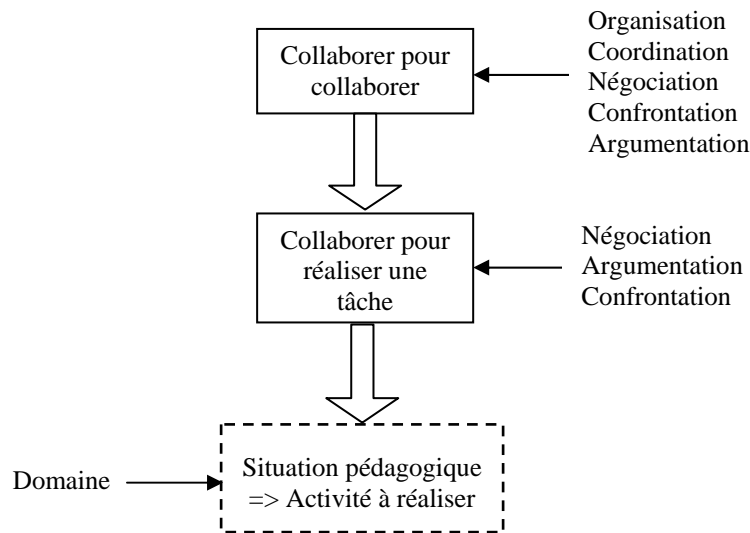 Collaborer pour
collaborer
Organisation
Coordination
Négociation
Confrontation
Argumentation
Collaborer pour
réaliser une
tâche
Négociation
Argumentation
Confrontation
Domaine
Situation pédagogique
=> Activité à réaliser